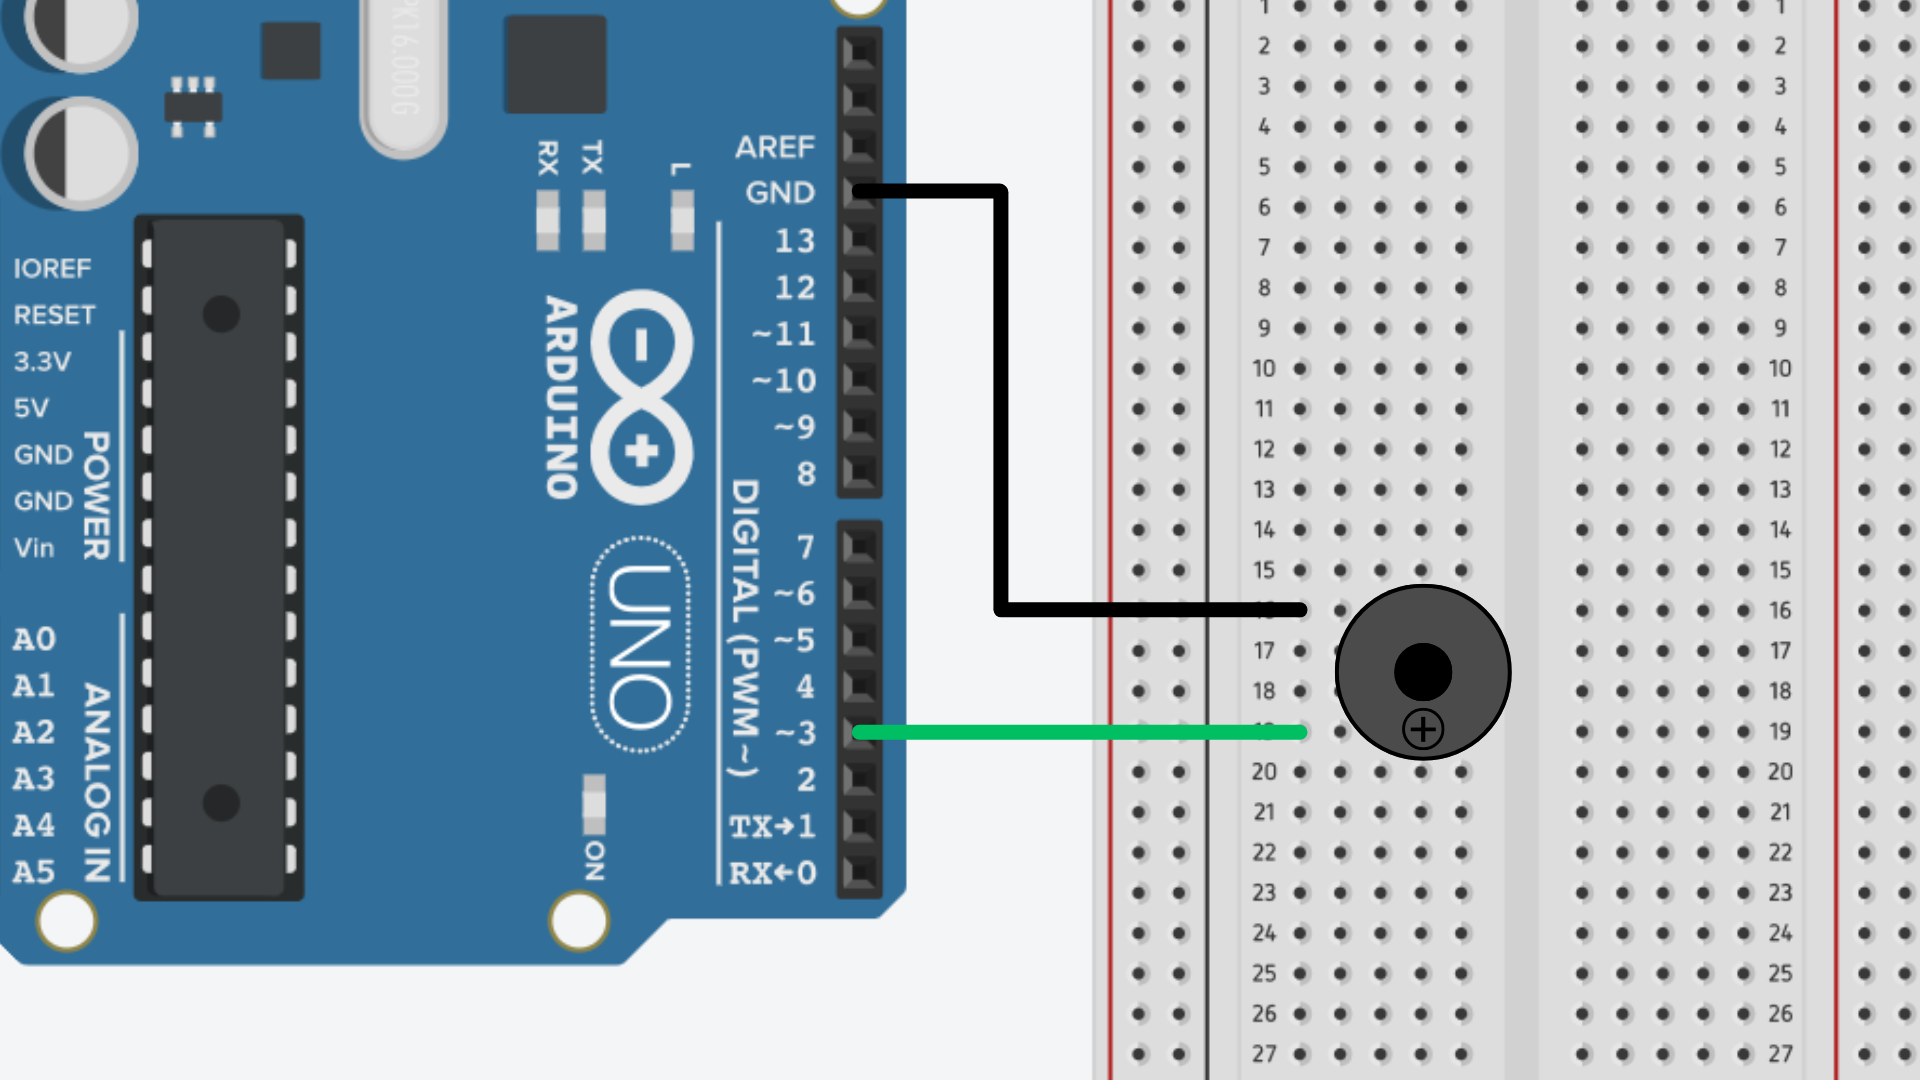 PK16.000G
RX
TX
L
AREF
GND
13
12
~11
~10
~9
8
7
~6
~5
4
~3
2
TX→1
RX←0
DIGITAL (PWM~)
ARDUINO
UNO
ON
IOREF
RESET
3.3V
5V
GND
GND
Vin
POWER
A0
A1
A2
A3
A4
A5
ANALOG IN
1 1
2 2
3 3
4 4
5 5
6 6
7 7
8 8
9 9
10 10
11 11
12 12
13 13
14 14
15 15
16
17 17
18 18
19
20 20
21 21
22 22
23 23
24 24
25 25
26 26
27 27